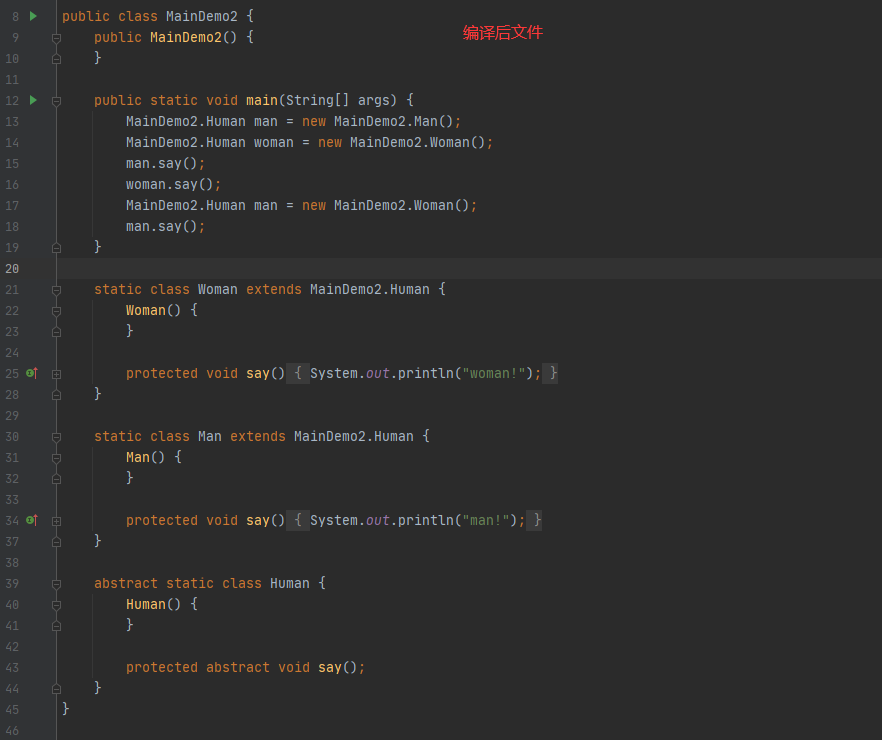 8 public class MainDemo2 {
编译后文件
9     public MainDemo2() {
10     }
11
12     public static void main(String[] args) {
13         MainDemo2.Human man = new MainDemo2.Man();
14         MainDemo2.Human woman = new MainDemo2.Woman();
15         man.say();
16         woman.say();
17         MainDemo2.Human man = new MainDemo2.Woman();
18         man.say();
19     }
20
21     static class Woman extends MainDemo2.Human {
22         Woman() {
23         }
24
25         protected void say() { System.out.println("woman!"); }
28     }
29
30     static class Man extends MainDemo2.Human {
31         Man() {
32         }
33
34         protected void say() { System.out.println("man!"); }
37     }
38
39     abstract static class Human {
40         Human() {
41         }
42
43         protected abstract void say();
44     }
45 }
46